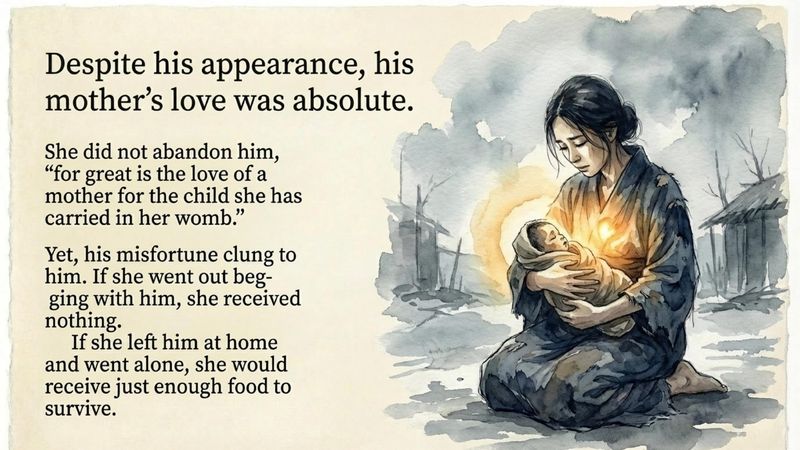 Despite his appearance, his
mother’s love was absolute.
She did not abandon him,
“for great is the love of a
mother for the child she has
carried in her womb.”
Yet, his misfortune clung to
him. If she went out beg-
ging with him, she received
nothing.
If she left him at home
and went alone, she would
receive just enough food to
survive.